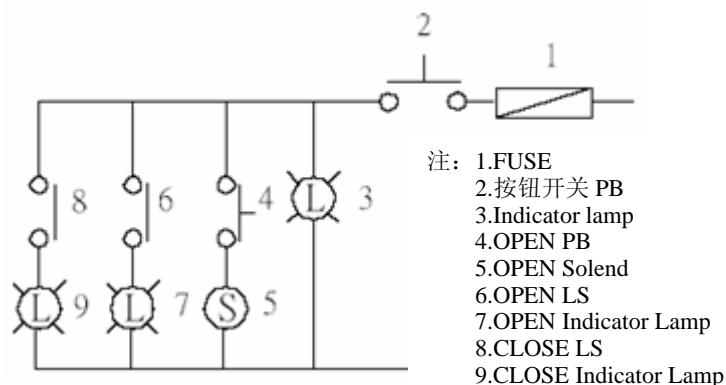 2
1
8
6
4
L
3
L
9
L
7
S
5
注：1.FUSE
2.按钮开关 PB
3.Indicator lamp
4.OPEN PB
5.OPEN Solend
6.OPEN LS
7.OPEN Indicator Lamp
8.CLOSE LS
9.CLOSE Indicator Lamp